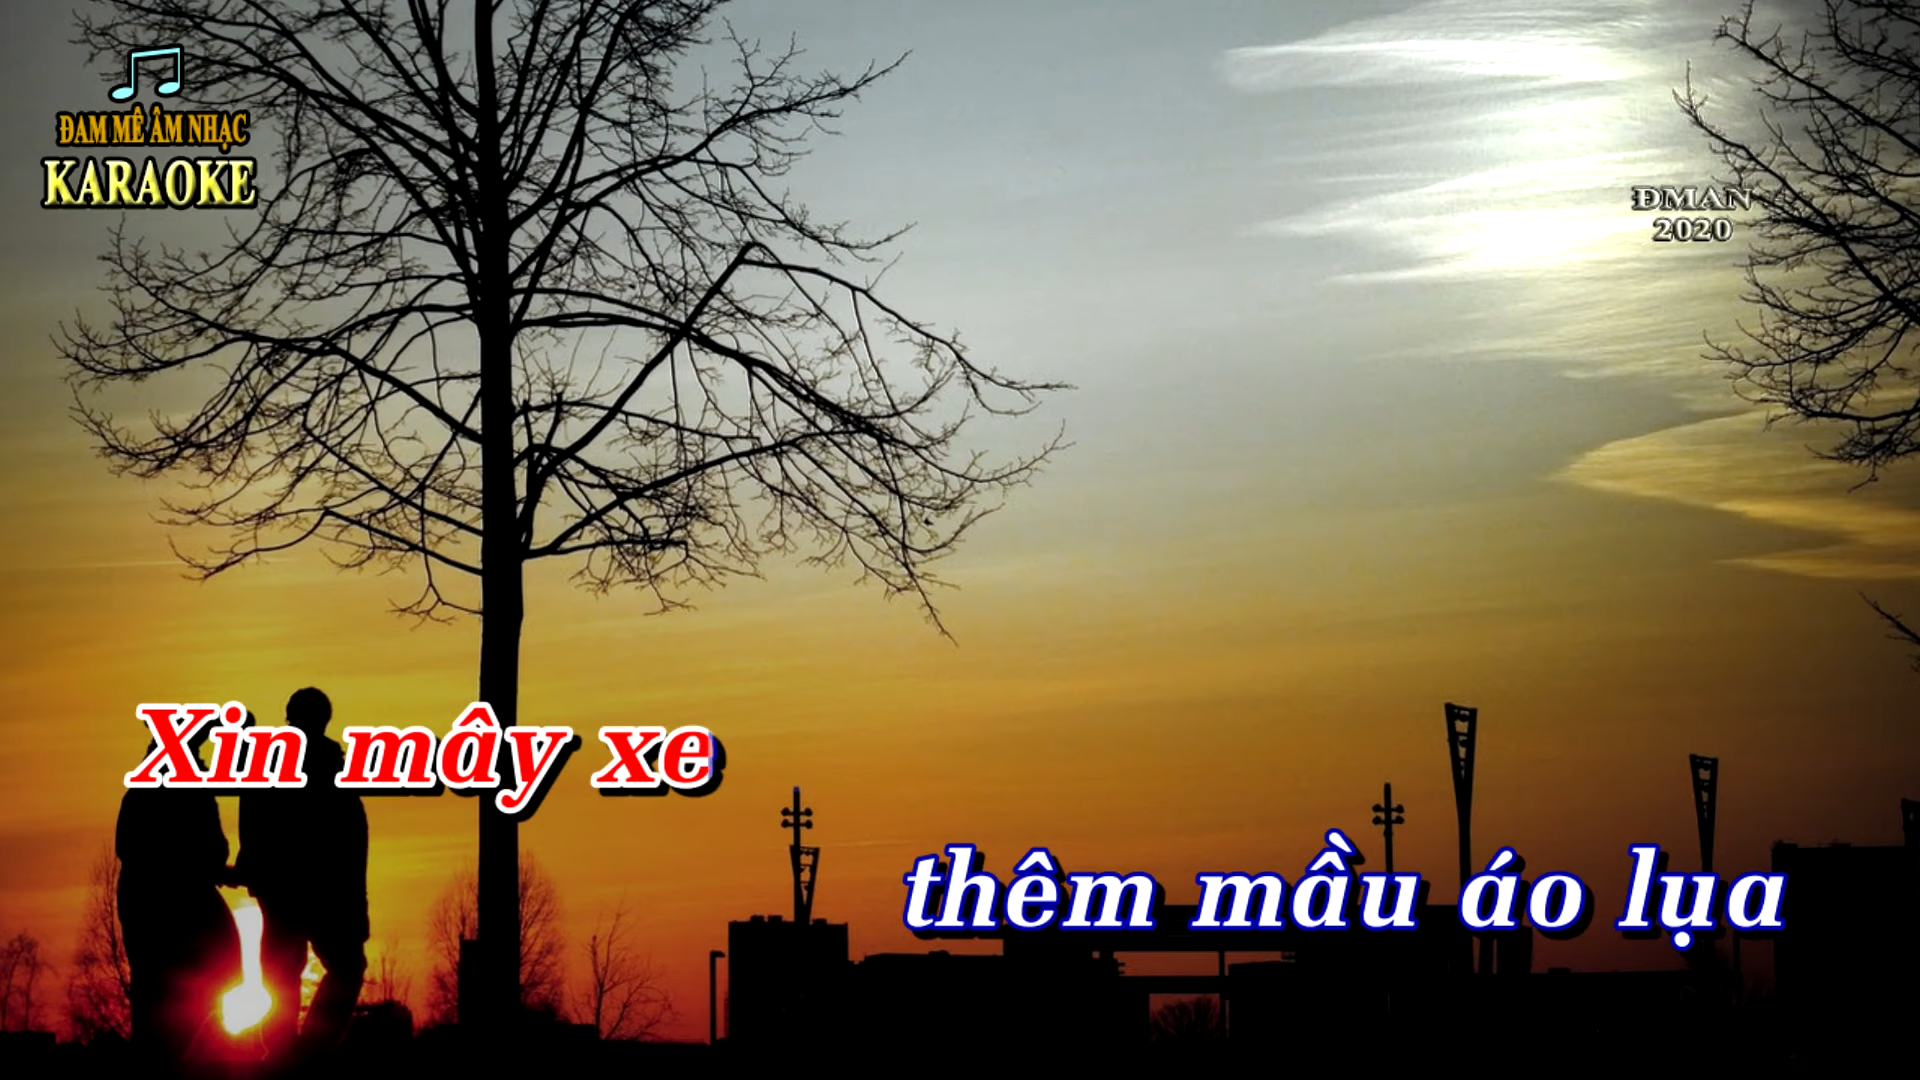 ĐAM MÊ ÂM NHẠC
KARAOKE
ĐMAN
2020
Xin mây xe
thêm mầu áo lụa